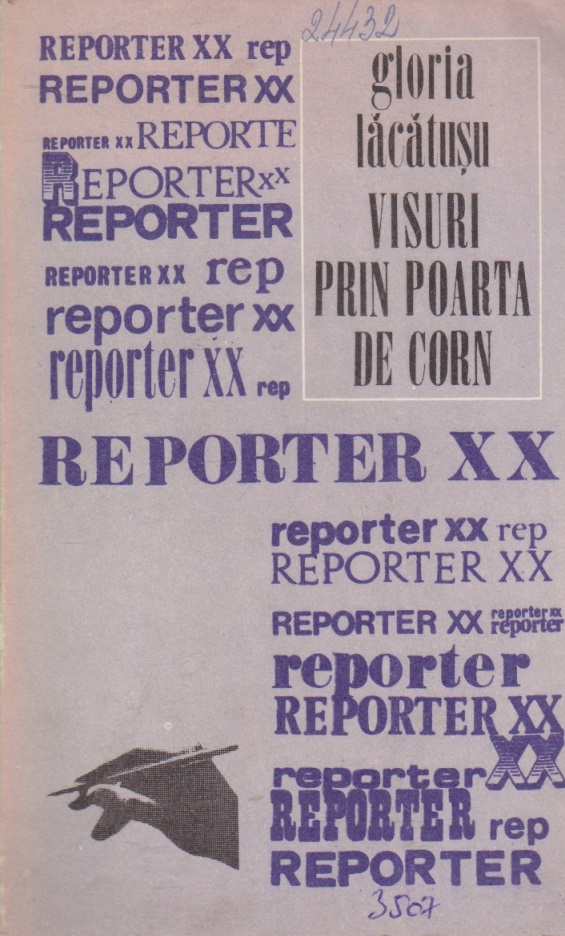 24432
REPORTER XX rep
REPORTER XX
REPORTER XX REPORTE
REPORTER XX
REPORTER
REPORTER XX rep
reporter XX
reporter XX rep
gloria
lăcătușu
VISURI
PRIN POARTA
DE CORN
REPORTER XX
reporter XX rep
REPORTER XX
REPORTER XX reporter XX
reporter
reporter
REPORTER XX
reporter XX
REPORTER rep
REPORTER
3507